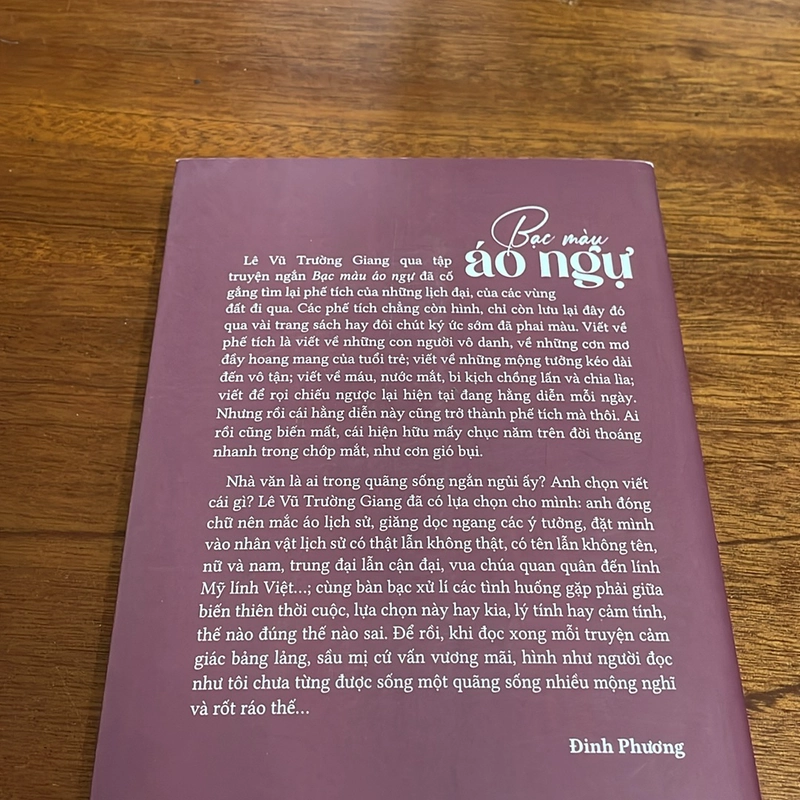 Bạc màu
áo ngự
Lê Vũ Trường Giang qua tập
truyện ngắn Bạc màu áo ngự đã cố
gắng tìm lại phế tích của những lịch đại, của các vùng
đất đi qua. Các phế tích chẳng còn hình, chỉ còn lưu lại đây đó
qua vài trang sách hay đôi chút ký ức sớm đã phai màu. Viết về
phế tích là viết về những con người vô danh, về những cơn mơ
đầy hoang mang của tuổi trẻ; viết về những mộng tưởng kéo dài
đến vô tận; viết về máu, nước mắt, bi kịch chồng lấn và chia lìa;
viết để rọi chiếu ngược lại hiện tại đang hằng diễn mỗi ngày.
Nhưng rồi cái hằng diễn này cũng trở thành phế tích mà thôi. Ai
rồi cũng biến mất, cái hiện hữu mấy chục năm trên đời thoáng
nhanh trong chớp mắt, như cơn gió bụi.
Nhà văn là ai trong quãng sống ngắn ngủi ấy? Anh chọn viết
cái gì? Lê Vũ Trường Giang đã có lựa chọn cho mình: anh đóng
chữ nên mắc áo lịch sử, giăng dọc ngang các ý tưởng, đặt mình
vào nhân vật lịch sử có thật lẫn không thật, có tên lẫn không tên,
nữ và nam, trung đại lẫn cận đại, vua chúa quan quân đến lính
Mỹ lính Việt...; cùng bàn bạc xử lí các tình huống gặp phải giữa
biến thiên thời cuộc, lựa chọn này hay kia, lý tính hay cảm tính,
thế nào đúng thế nào sai. Để rồi, khi đọc xong mỗi truyện cảm
giác bảng lảng, sầu mị cứ vấn vương mãi, hình như người đọc
như tôi chưa từng được sống một quãng sống nhiều mộng nghĩ
và rốt ráo thế...
Đinh Phương